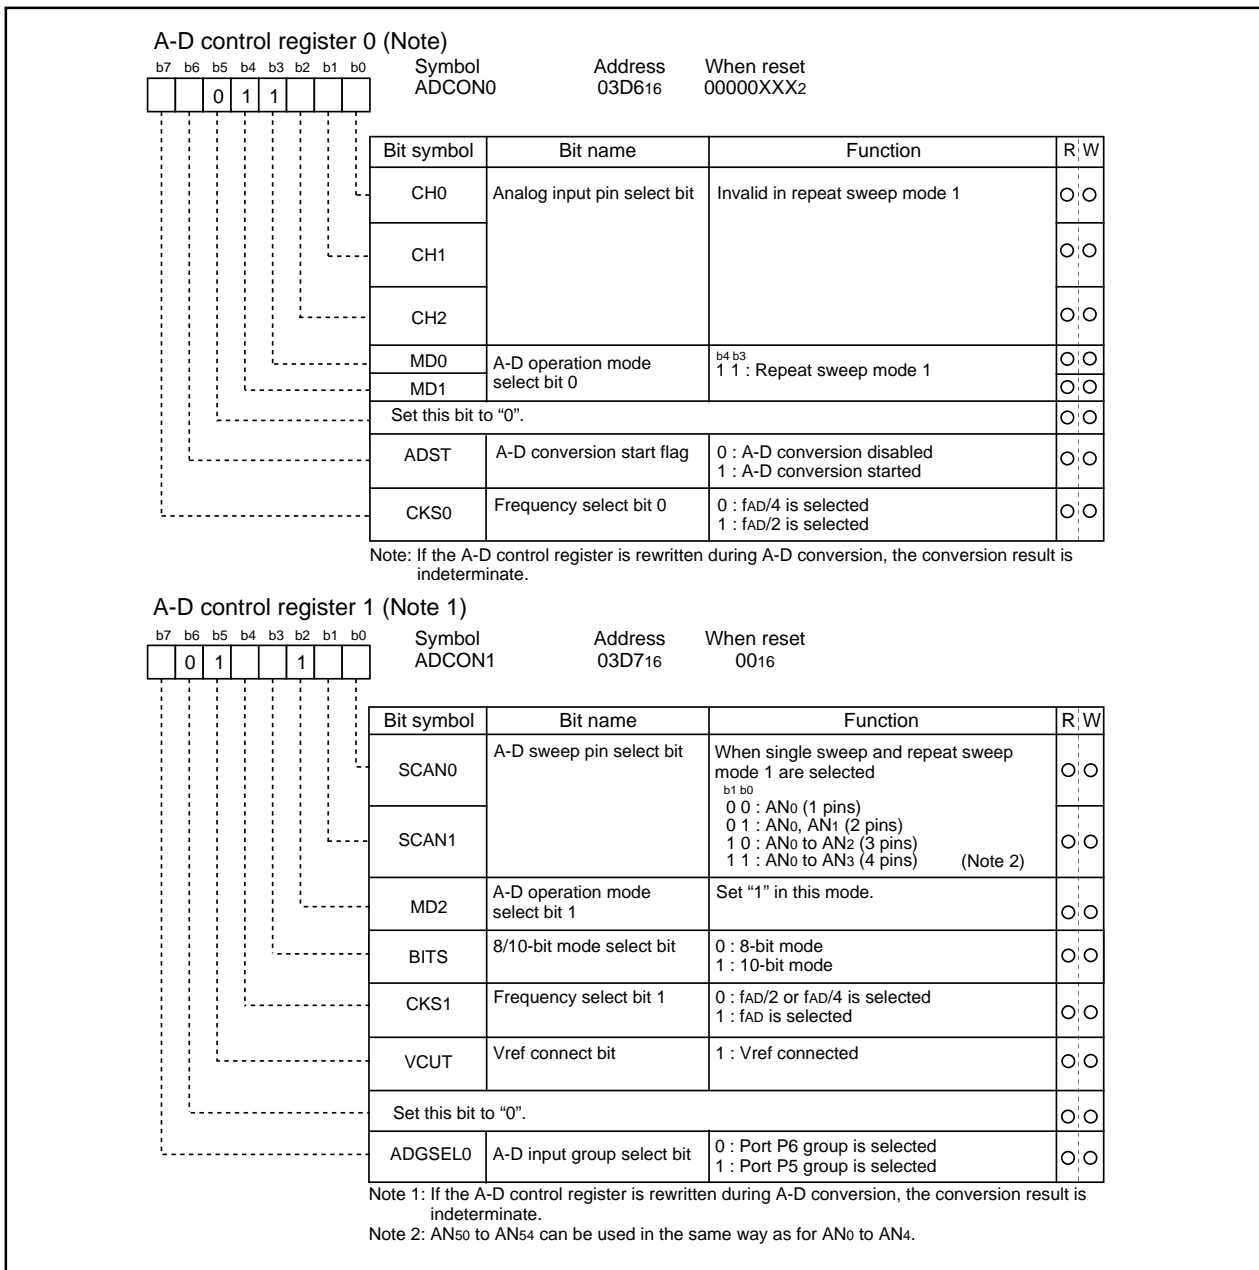 A-D control register 0 (Note)
b7 b6 b5 b4 b3 b2 b1 b0
Symbol Address When reset
ADCON0 03D616 00000XXX2
0 1 1
Bit symbol Bit name Function R W
CH0 Analog input pin select bit Invalid in repeat sweep mode 1
CH1
CH2
MD0 A-D operation mode select bit 0 b4 b3
1 1 : Repeat sweep mode 1
MD1
Set this bit to “0”.
ADST A-D conversion start flag 0 : A-D conversion disabled
1 : A-D conversion started
CKS0 Frequency select bit 0 0 : fAD/4 is selected
1 : fAD/2 is selected
Note: If the A-D control register is rewritten during A-D conversion, the conversion result is
indeterminate.
A-D control register 1 (Note 1)
b7 b6 b5 b4 b3 b2 b1 b0
Symbol Address When reset
ADCON1 03D716 0016
0 1 1
Bit symbol Bit name Function R W
SCAN0 A-D sweep pin select bit When single sweep and repeat sweep
mode 1 are selected
b1 b0
0 0 : AN0 (1 pins)
0 1 : AN0, AN1 (2 pins)
SCAN1 1 0 : AN0 to AN2 (3 pins)
1 1 : AN0 to AN3 (4 pins) (Note 2)
MD2 A-D operation mode
select bit 1 Set “1” in this mode.
BITS 8/10-bit mode select bit 0 : 8-bit mode
1 : 10-bit mode
CKS1 Frequency select bit 1 0 : fAD/2 or fAD/4 is selected
1 : fAD is selected
VCUT Vref connect bit 1 : Vref connected
Set this bit to “0”.
ADGSEL0 A-D input group select bit 0 : Port P6 group is selected
1 : Port P5 group is selected
Note 1: If the A-D control register is rewritten during A-D conversion, the conversion result is
indeterminate.
Note 2: AN50 to AN54 can be used in the same way as for AN0 to AN4.